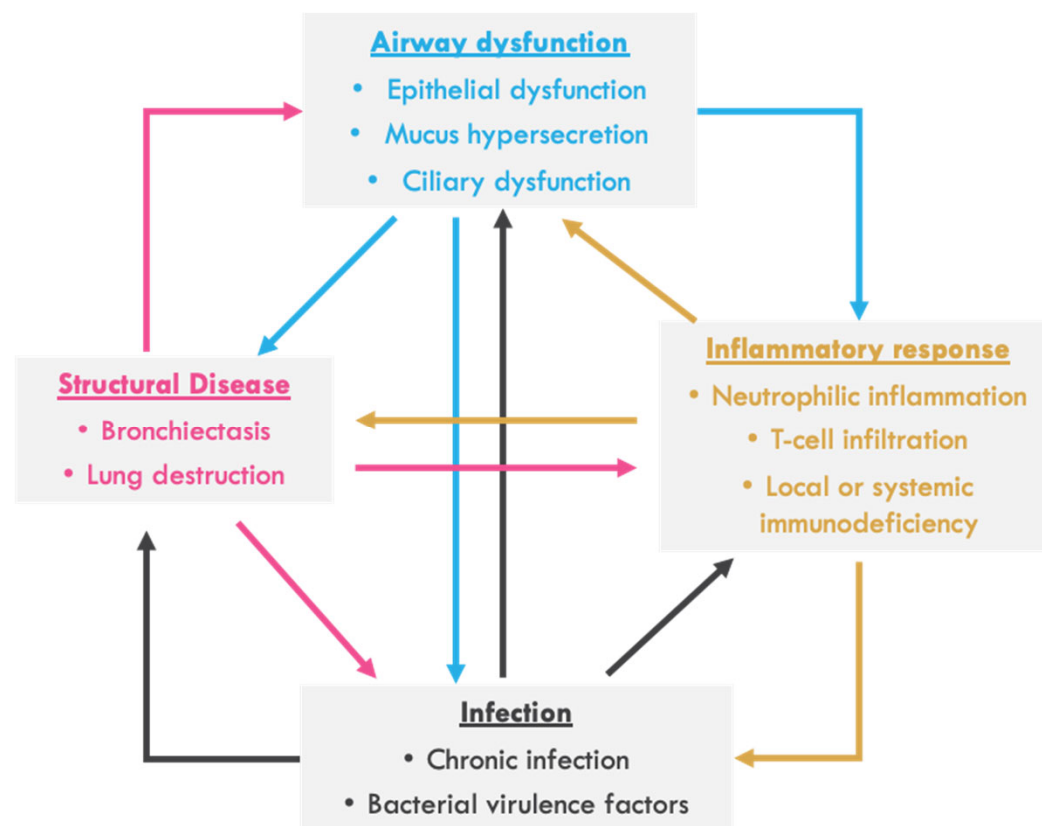 Airway dysfunction
• Epithelial dysfunction
• Mucus hypersecretion
• Ciliary dysfunction
Structural Disease
• Bronchiectasis
• Lung destruction
Inflammatory response
• Neutrophilic inflammation
• T-cell infiltration
• Local or systemic
immunodeficiency
Infection
• Chronic infection
• Bacterial virulence factors